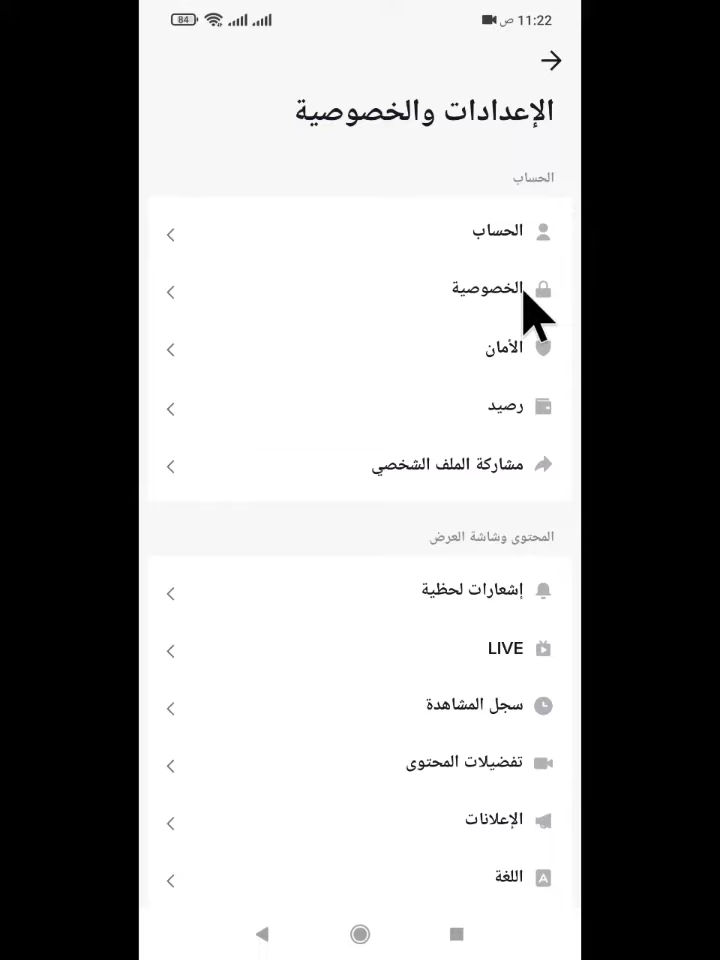 11:22 ص
84
الإعدادات والخصوصية
الحساب
الحساب
الخصوصية
الأمان
رصيد
مشاركة الملف الشخصي
المحتوى وشاشة العرض
إشعارات لحظية
LIVE
سجل المشاهدة
تفضيلات المحتوى
الإعلانات
اللغة
A